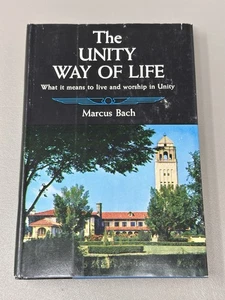 The
UNITY
WAY OF LIFE
What it means to live and worship in Unity
Marcus Bach